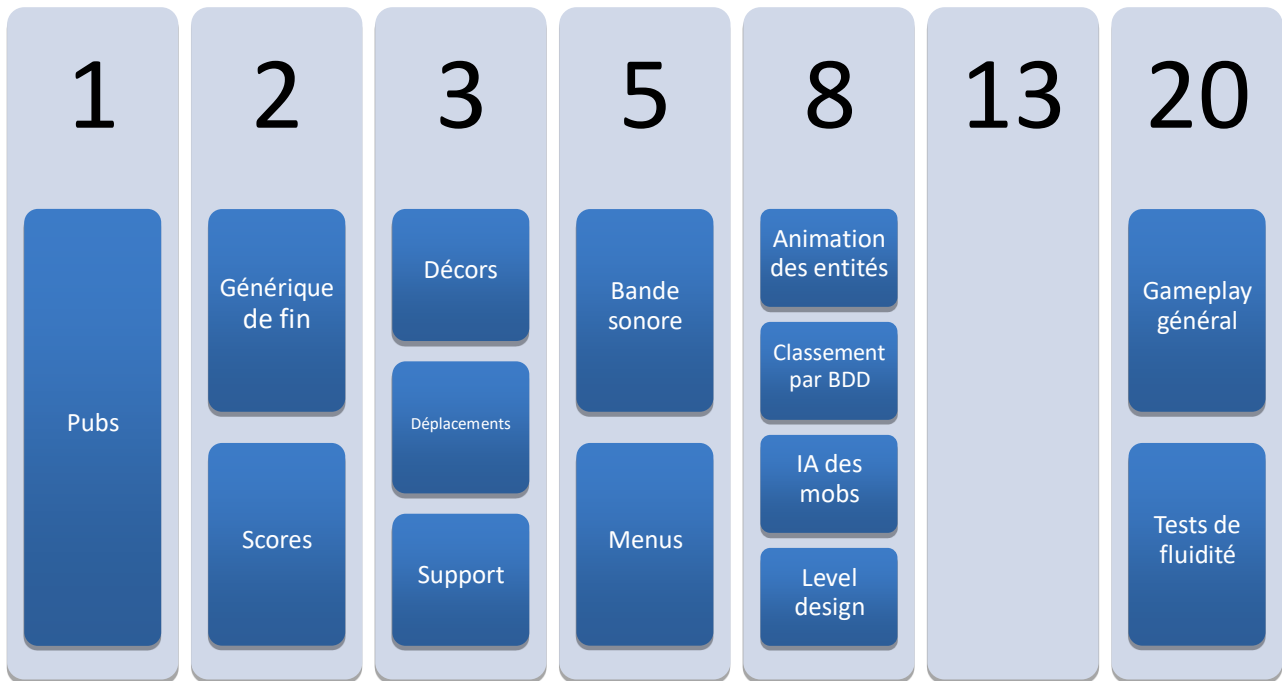 1
Pubs
2
Générique
de fin
Scores
3
Décors
Déplacements
Support
5
Bande
sonore
Menus
8
Animation
des entités
Classement
par BDD
IA des
mobs
Level
design
13
20
Gameplay
général
Tests de
fluidité